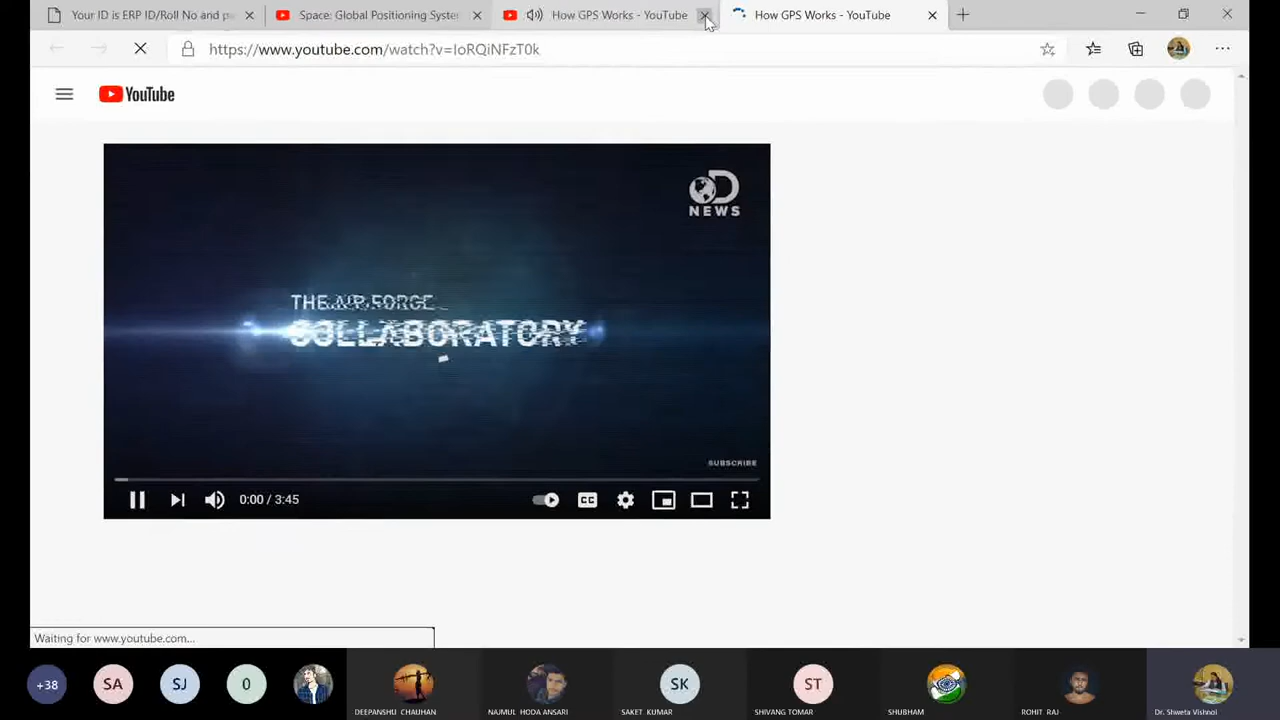 Your ID is ERP ID/Roll No and pa
Space: Global Positioning Syste
How GPS Works - YouTube
How GPS Works - YouTube
https://www.youtube.com/watch?v=IoRQiNFzT0k
YouTube
NEWS
THE AIR FORCE
COLLABORATORY
SUBSCRIBE
0:00 / 3:45
CC
Waiting for www.youtube.com...
+38
SA
SJ
0
SK
ST
DEEPANSHU CHAUHAN
NAJMUL HODA ANSARI
SAKET KUMAR
SHIVANG TOMAR
SHUBHAM
ROHIT RAJ
Dr. Shweta Vishnoi